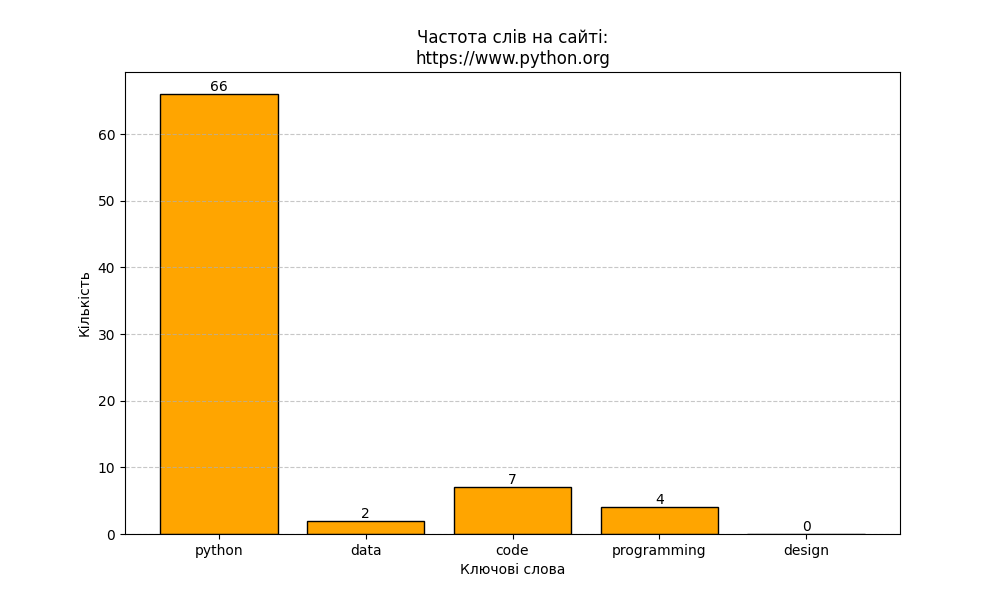 Частота слів на сайті:
https://www.python.org
66
2
7
4
0
60
50
40
30
20
10
0
Кількість
python data code programming design
Ключові слова